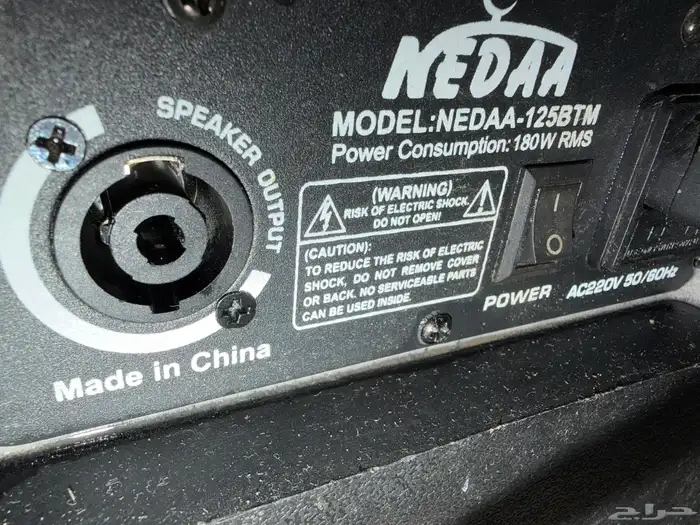 NEDAA
MODEL:NEDAA-125BTM
Power Consumption: 180W RMS
SPEAKER OUTPUT
(WARNING)
RISK OF ELECTRIC SHOCK.
DO NOT OPEN!
(CAUTION):
TO REDUCE THE RISK OF ELECTRIC
SHOCK, DO NOT REMOVE COVER
OR BACK, NO SERVICEABLE PARTS
CAN BE USED INSIDE.
POWER
AC220V 50/60Hz
Made in China
حراج